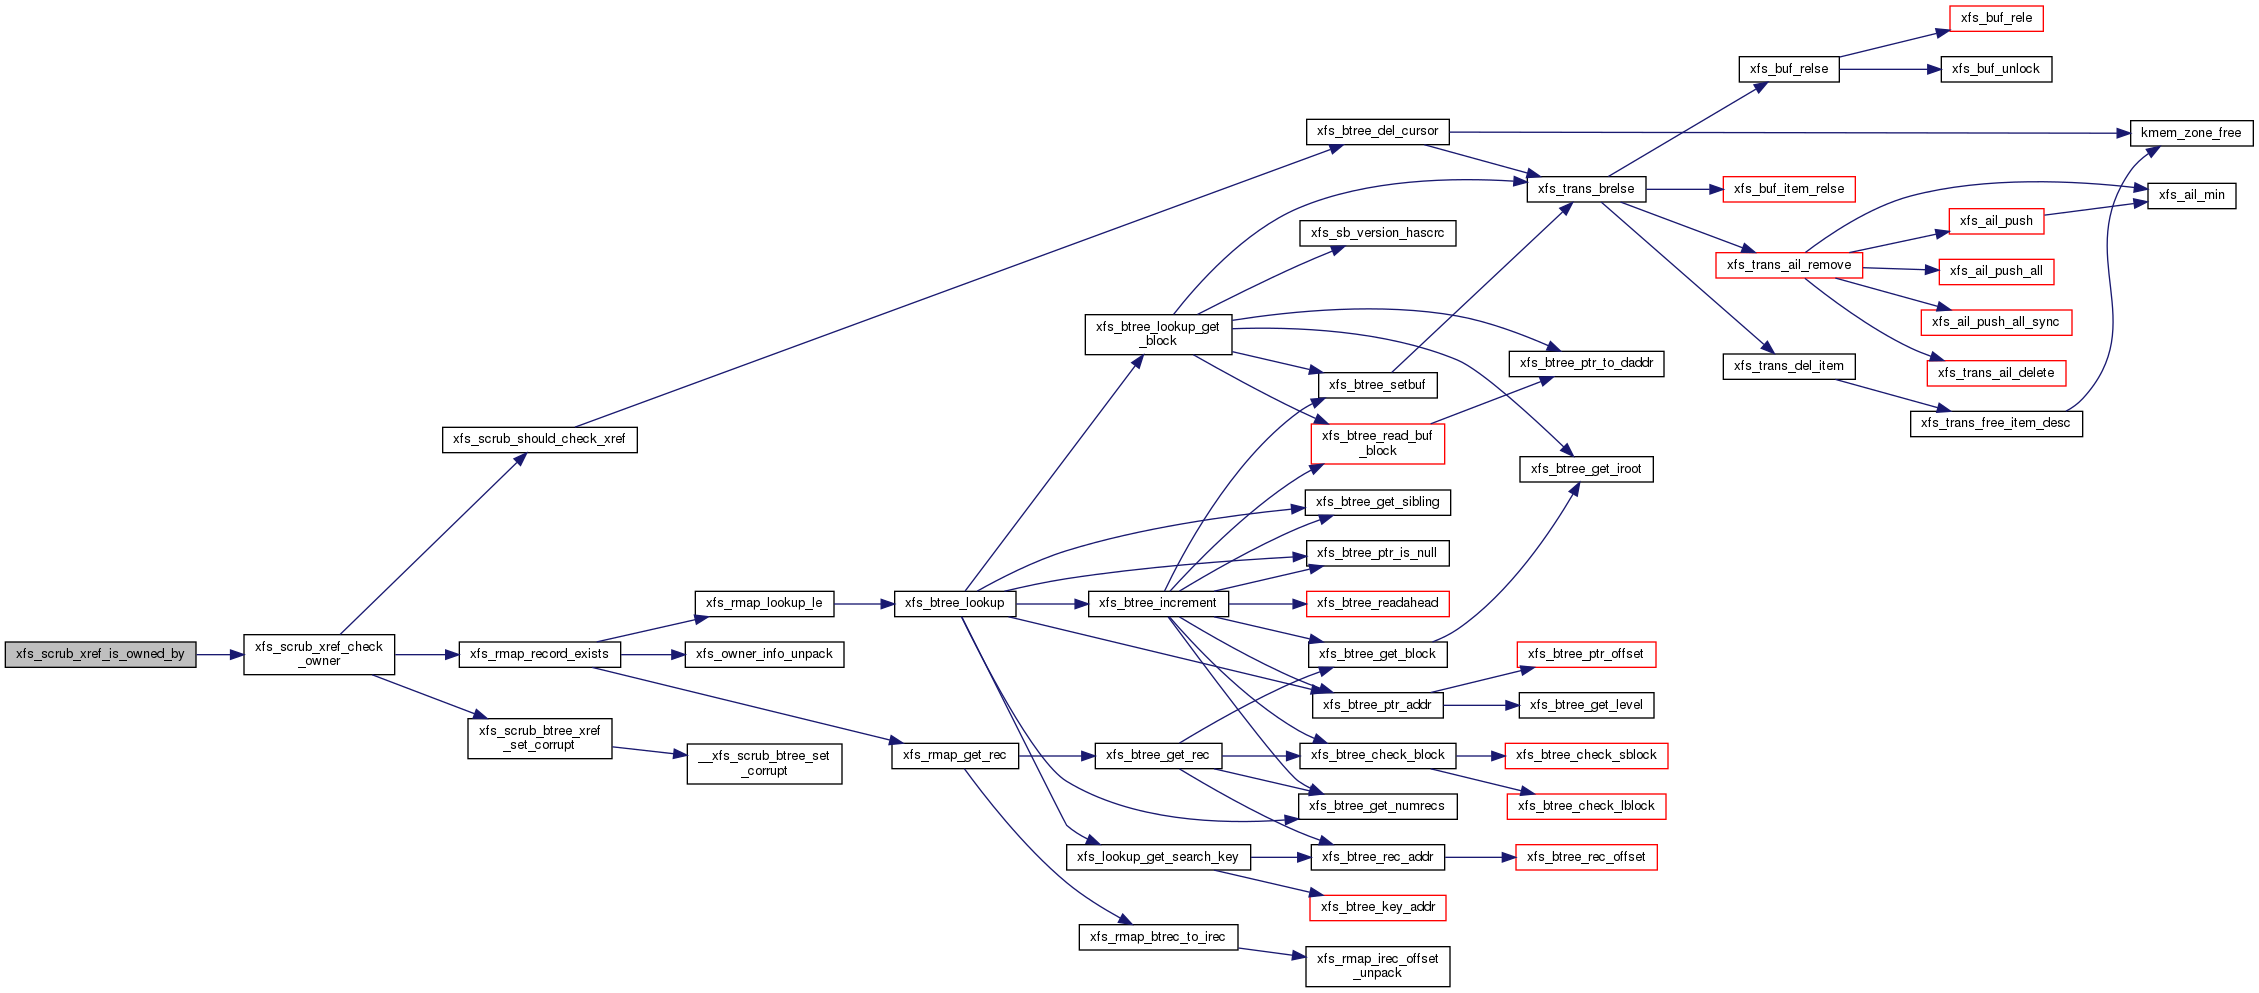 xfs_buf_rele
xfs_buf_relse
xfs_buf_unlock
xfs_btree_del_cursor
kmem_zone_free
xfs_trans_brelse
xfs_buf_item_relse
xfs_ail_min
xfs_ail_push
xfs_sb_version_hascrc
xfs_trans_ail_remove
xfs_ail_push_all
xfs_ail_push_all_sync
xfs_btree_lookup_get
_block
xfs_btree_ptr_to_daddr
xfs_trans_del_item
xfs_trans_ail_delete
xfs_btree_setbuf
xfs_trans_free_item_desc
xfs_scrub_should_check_xref
xfs_btree_read_buf
_block
xfs_btree_get_iroot
xfs_btree_get_sibling
xfs_btree_ptr_is_null
xfs_rmap_lookup_le
xfs_btree_lookup
xfs_btree_increment
xfs_btree_readahead
xfs_scrub_xref_is_owned_by
xfs_scrub_xref_check
_owner
xfs_rmap_record_exists
xfs_owner_info_unpack
xfs_btree_get_block
xfs_btree_ptr_offset
xfs_btree_ptr_addr
xfs_btree_get_level
xfs_scrub_btree_xref
_set_corrupt
__xfs_scrub_btree_set
_corrupt
xfs_rmap_get_rec
xfs_btree_get_rec
xfs_btree_check_block
xfs_btree_check_sblock
xfs_btree_get_numrecs
xfs_btree_check_lblock
xfs_lookup_get_search_key
xfs_btree_rec_addr
xfs_btree_rec_offset
xfs_btree_key_addr
xfs_rmap_btrec_to_irec
xfs_rmap_irec_offset
_unpack